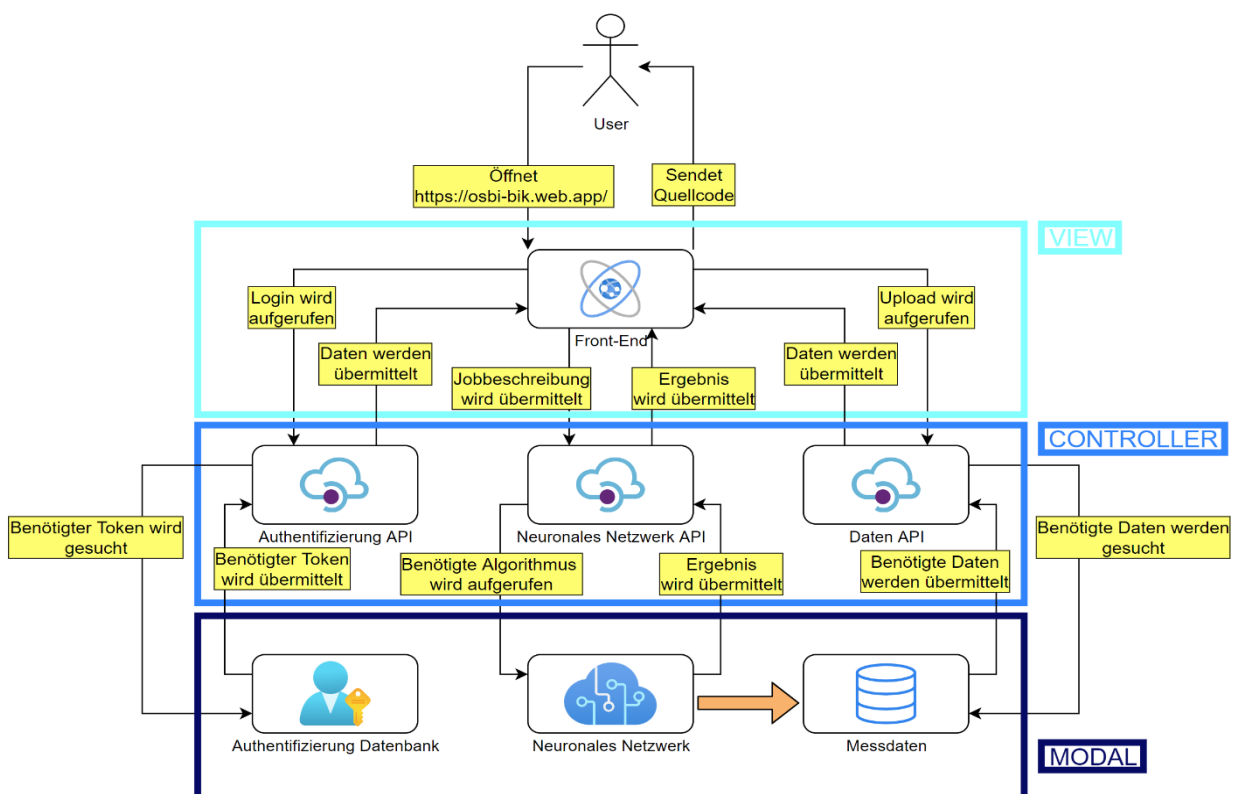 User
Öffnet
https://osbi-bik.web.app/
Sendet
Quellcode
VIEW
Login wird
aufgerufen
Upload wird
aufgerufen
Front-End
Daten werden
übermittelt
Jobbeschreibung
wird übermittelt
Ergebnis
wird übermittelt
Daten werden
übermittelt
CONTROLLER
Authentifizierung API
Neuronales Netzwerk API
Daten API
Benötigter Token wird
gesucht
Benötigter Token
wird übermittelt
Benötigte Algorithmus
wird aufgerufen
Ergebnis
wird übermittelt
Benötigte Daten
werden übermittelt
Benötigte Daten werden
gesucht
Authentifizierung Datenbank
Neuronales Netzwerk
Messdaten
MODAL